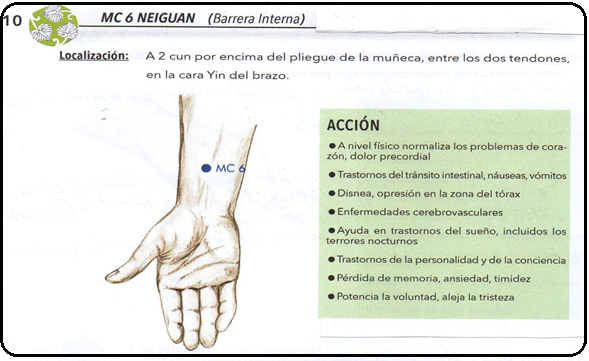 10
MC 6 NEIGUAN (Barrera Interna)
Localización: A 2 cun por encima del pliegue de la muñeca, entre los dos tendones,
en la cara Yin del brazo.
MC 6
ACCIÓN
● A nivel físico normaliza los problemas de cora-
zón, dolor precordial
● Trastornos del tránsito intestinal, náuseas, vómitos
● Disnea, opresión en la zona del tórax
● Enfermedades cerebrovasculares
● Ayuda en trastornos del sueño, incluidos los
terrores nocturnos
● Trastornos de la personalidad y de la conciencia
● Pérdida de memoria, ansiedad, timidez
● Potencia la voluntad, aleja la tristeza